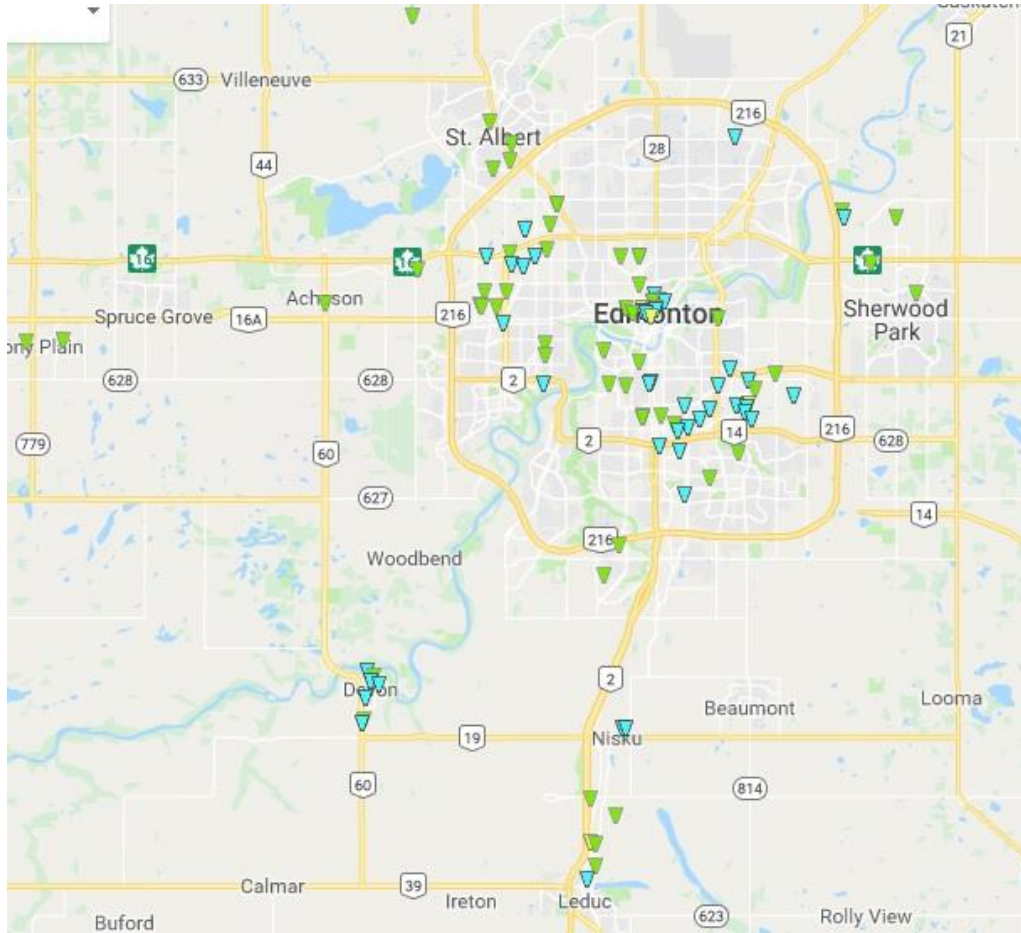 Saskatch
21
633
Villeneuve
216
St. Albert
28
44
16
16
Acheson
Spruce Grove
16A
216
Edmonton
Sherwood
Park
ony Plain
628
628
2
779
60
2
14
216
628
627
14
216
Woodbend
2
Devon
Beaumont
Looma
19
Nisku
60
814
Calmar
39
Ireton
Leduc
Buford
623
Rolly View